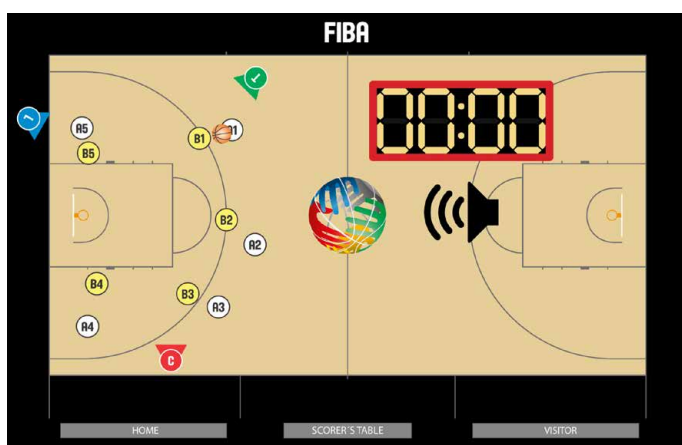 FIBA
T
00:00
L
A5
B1
A1
B5
B2
A2
B4
B3
A3
A4
C
HOME
SCORER'S TABLE
VISITOR